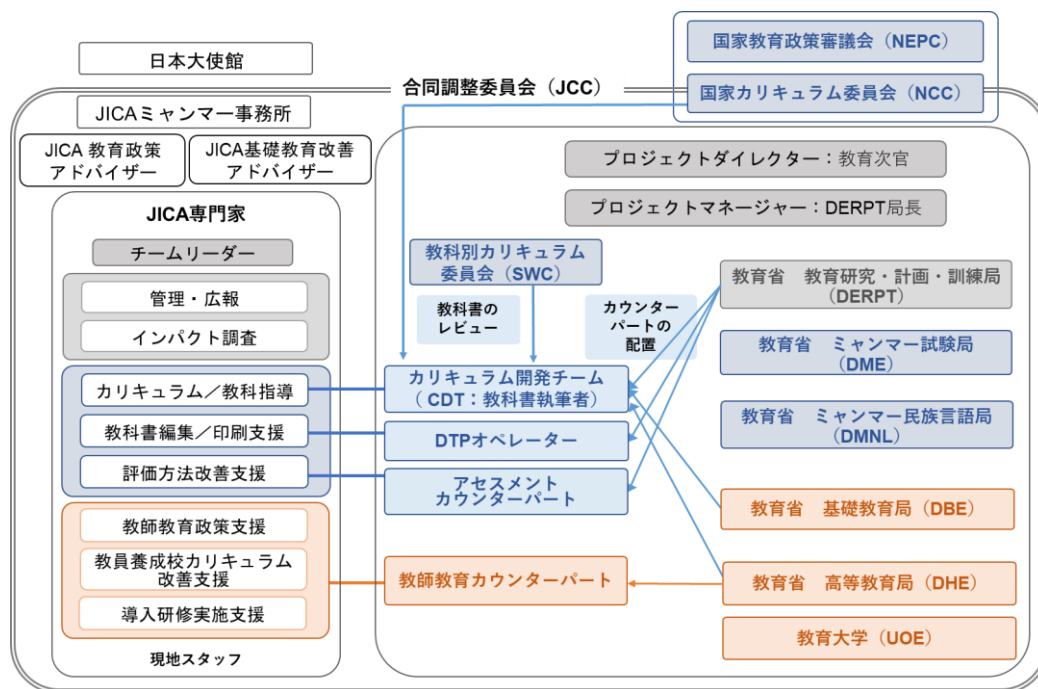 日本大使館
国家教育政策審議会（NEPC）
国家カリキュラム委員会（NCC）
合同調整委員会（JCC）
JICAミャンマー事務所
JICA 教育政策
アドバイザー
JICA基礎教育改善
アドバイザー
JICA専門家
チームリーダー
管理・広報
インパクト調査
カリキュラム／教科指導
教科書編集／印刷支援
評価方法改善支援
教師教育政策支援
教員養成校カリキュラム
改善支援
導入研修実施支援
現地スタッフ
プロジェクトダイレクター：教育次官
プロジェクトマネージャー：DERPT局長
教科別カリキュラム
委員会（SWC）
教科書の
レビュー
カウンター
パートの
配置
カリキュラム開発チーム
（ CDT：教科書執筆者）
DTPオペレーター
アセスメント
カウンターパート
教師教育カウンターパート
教育省　教育研究・計画・訓練局
（DERPT）
教育省　ミャンマー試験局
（DME）
教育省　ミャンマー民族言語局
（DMNL）
教育省　基礎教育局（DBE）
教育省　高等教育局（DHE）
教育大学（UOE）